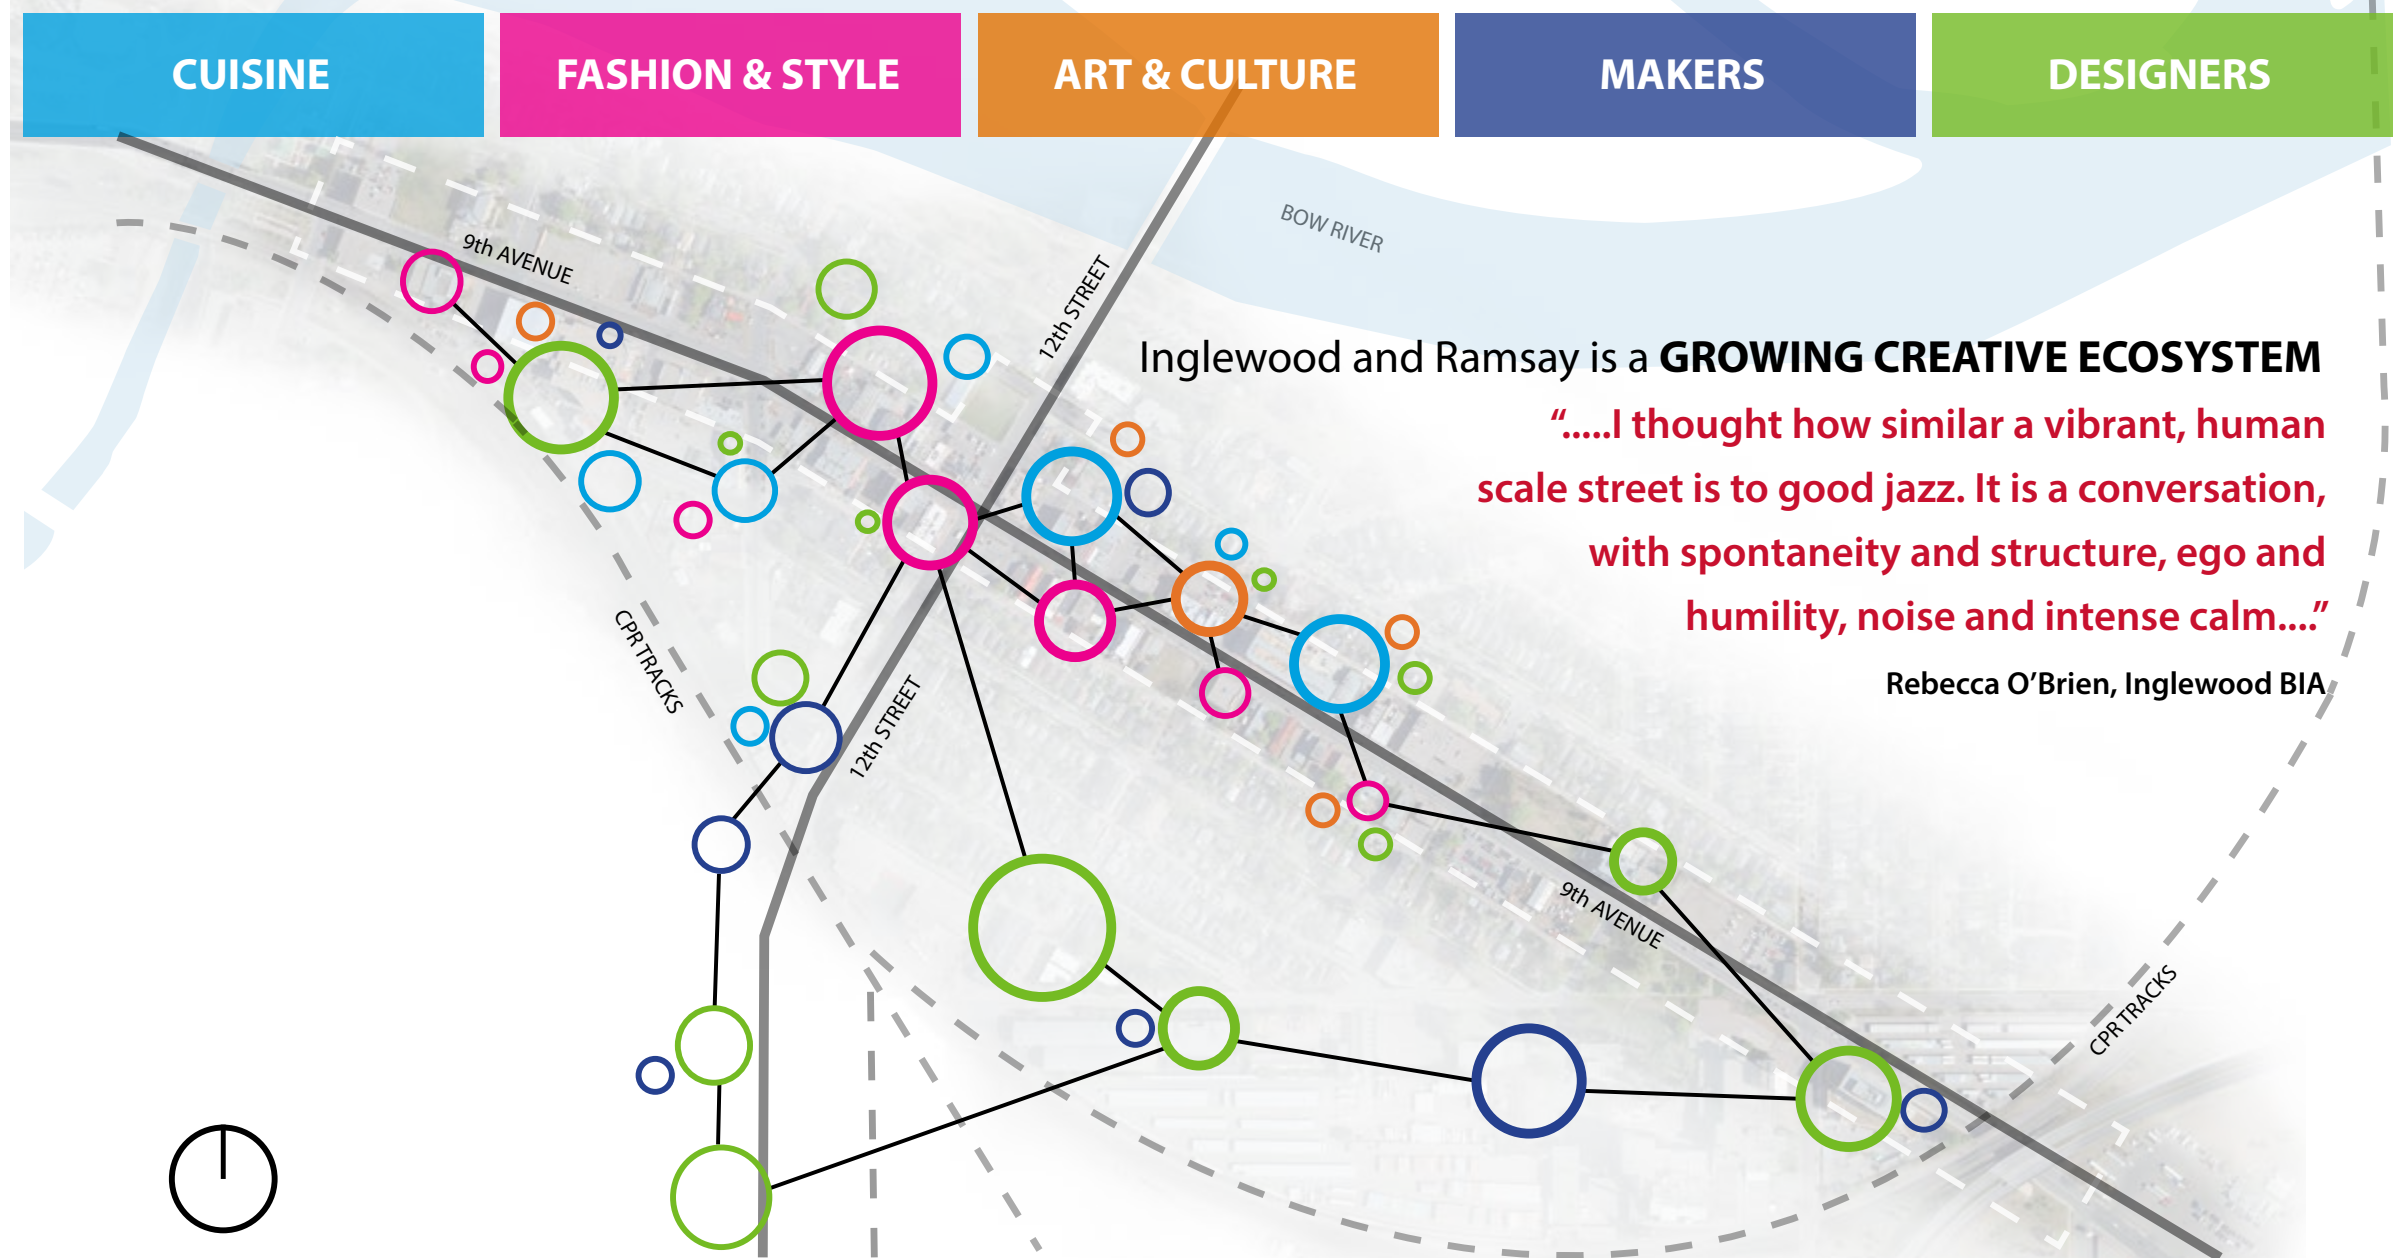 CUISINE
FASHION & STYLE
ART & CULTURE
MAKERS
DESIGNERS
BOW RIVER
9th AVENUE
12th STREET
Inglewood and Ramsay is a GROWING CREATIVE ECOSYSTEM
“.....I thought how similar a vibrant, human
scale street is to good jazz. It is a conversation,
with spontaneity and structure, ego and
humility, noise and intense calm....”
Rebecca O’Brien, Inglewood BIA
CPR TRACKS
12th STREET
9th AVENUE
CPR TRACKS